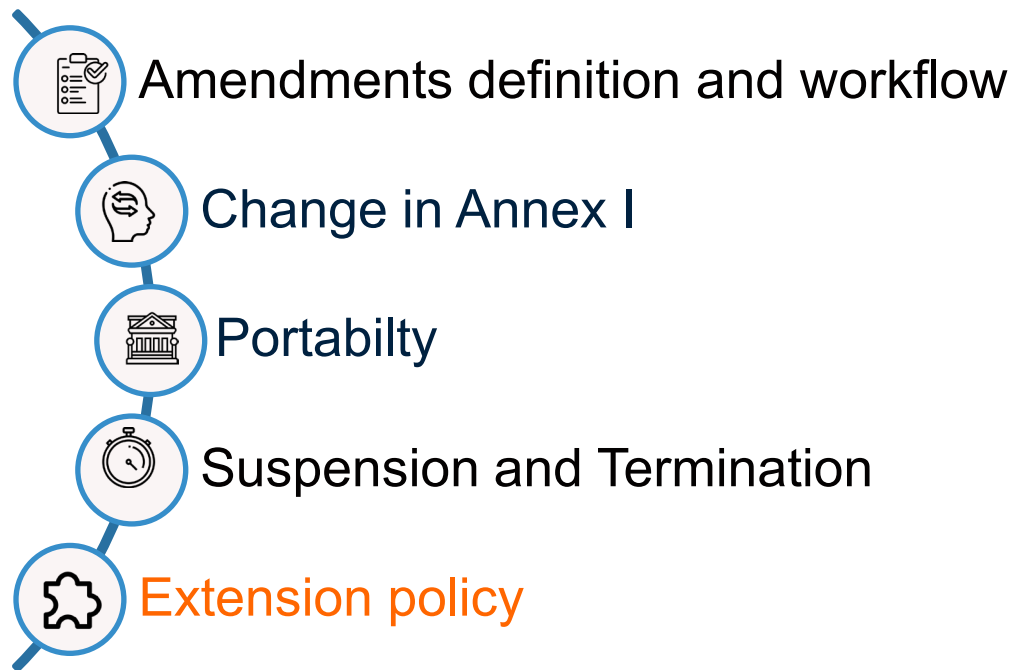 Amendments definition and workflow
Change in Annex I
Portabilty
Suspension and Termination
Extension policy